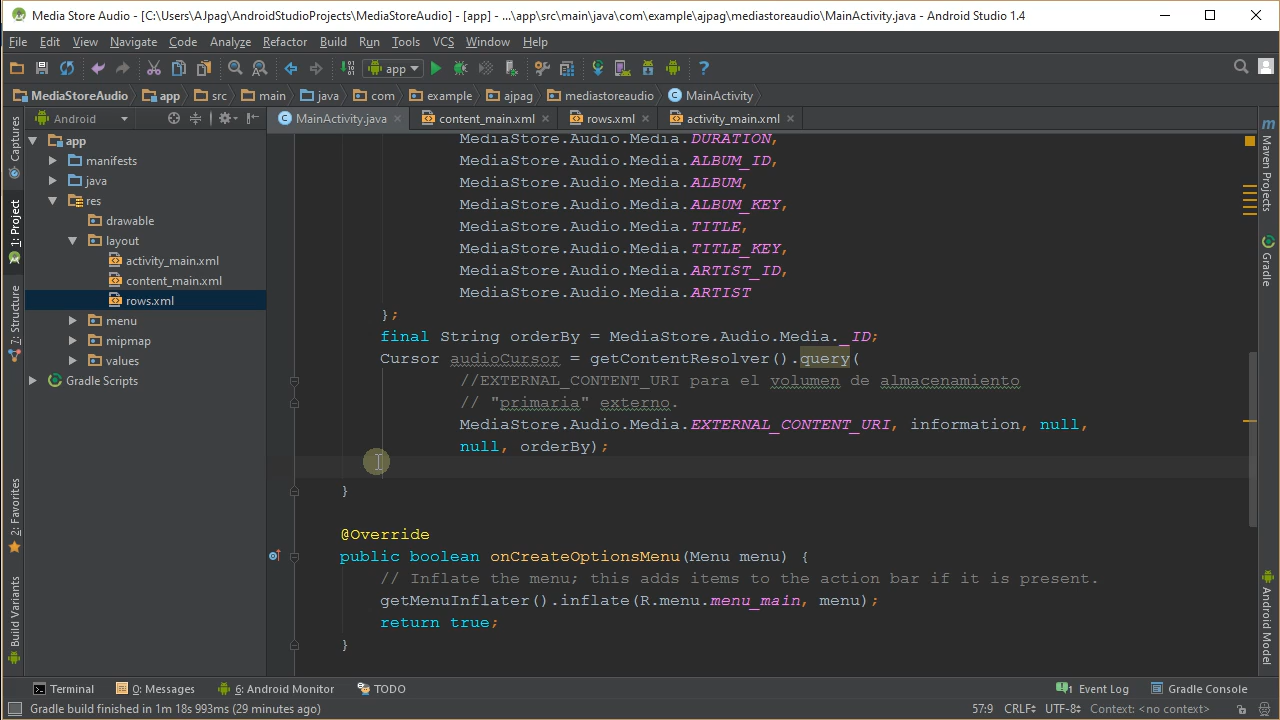 Media Store Audio - [C:\Users\AJpag\AndroidStudioProjects\MediaStoreAudio] - [app] - ...\app\src\main\java\com\example\ajpag\mediastoreaudio\MainActivity.java - Android Studio 1.4
File Edit View Navigate Code Analyze Refactor Build Run Tools VCS Window Help
app
MediaStoreAudio app src main java com example ajpag mediastoreaudio MainActivity
Android
MainActivity.java content_main.xml rows.xml activity_main.xml
Captures
1: Project
7: Structure
2: Favorites
Build Variants
app
manifests
java
res
drawable
layout
activity_main.xml
content_main.xml
rows.xml
menu
mipmap
values
Gradle Scripts
MediaStore.Audio.Media.DURATION,
MediaStore.Audio.Media.ALBUM_ID,
MediaStore.Audio.Media.ALBUM,
MediaStore.Audio.Media.ALBUM_KEY,
MediaStore.Audio.Media.TITLE,
MediaStore.Audio.Media.TITLE_KEY,
MediaStore.Audio.Media.ARTIST_ID,
MediaStore.Audio.Media.ARTIST
};
final String orderBy = MediaStore.Audio.Media._ID;
Cursor audioCursor = getContentResolver().query(
//EXTERNAL_CONTENT_URI para el volumen de almacenamiento
// "primaria" externo.
MediaStore.Audio.Media.EXTERNAL_CONTENT_URI, information, null,
null, orderBy);
}
@Override
public boolean onCreateOptionsMenu(Menu menu) {
// Inflate the menu; this adds items to the action bar if it is present.
getMenuInflater().inflate(R.menu.menu_main, menu);
return true;
}
m
Maven Projects
Gradle
Android Model
Terminal 0: Messages 6: Android Monitor TODO 1 Event Log Gradle Console
Gradle build finished in 1m 18s 993ms (29 minutes ago) 57:9 CRLF UTF-8 Context: <no context>